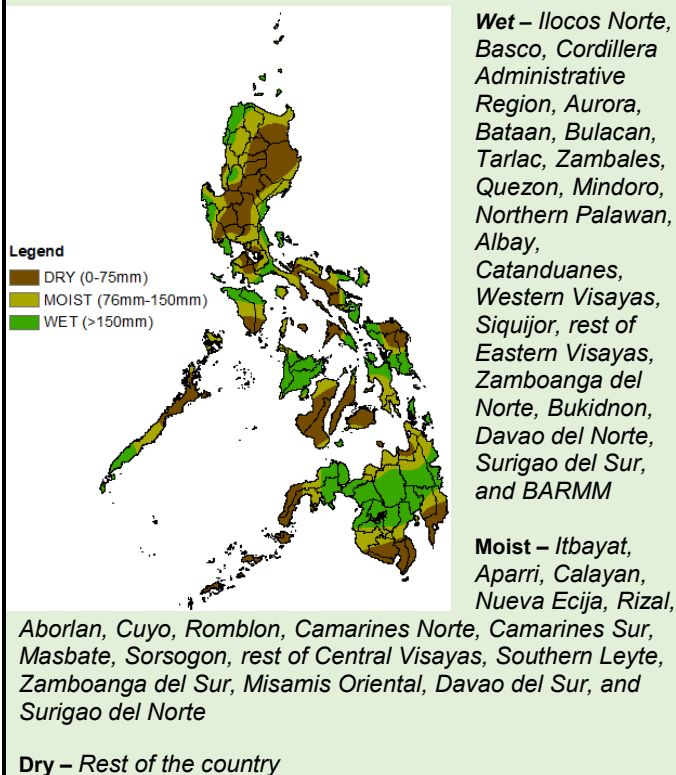 Wet – Ilocos Norte,
Basco, Cordillera
Administrative
Region, Aurora,
Bataan, Bulacan,
Tarlac, Zambales,
Quezon, Mindoro,
Northern Palawan,
Albay,
Catanduanes,
Western Visayas,
Siquijor, rest of
Eastern Visayas,
Zamboanga del
Norte, Bukidnon,
Davao del Norte,
Surigao del Sur,
and BARMM
Legend
DRY (0-75mm)
MOIST (76mm-150mm)
WET (>150mm)
Moist – Itbayat,
Aparri, Calayan,
Nueva Ecija, Rizal,
Aborlan, Cuyo, Romblon, Camarines Norte, Camarines Sur,
Masbate, Sorsogon, rest of Central Visayas, Southern Leyte,
Zamboanga del Sur, Misamis Oriental, Davao del Sur, and
Surigao del Norte
Dry – Rest of the country